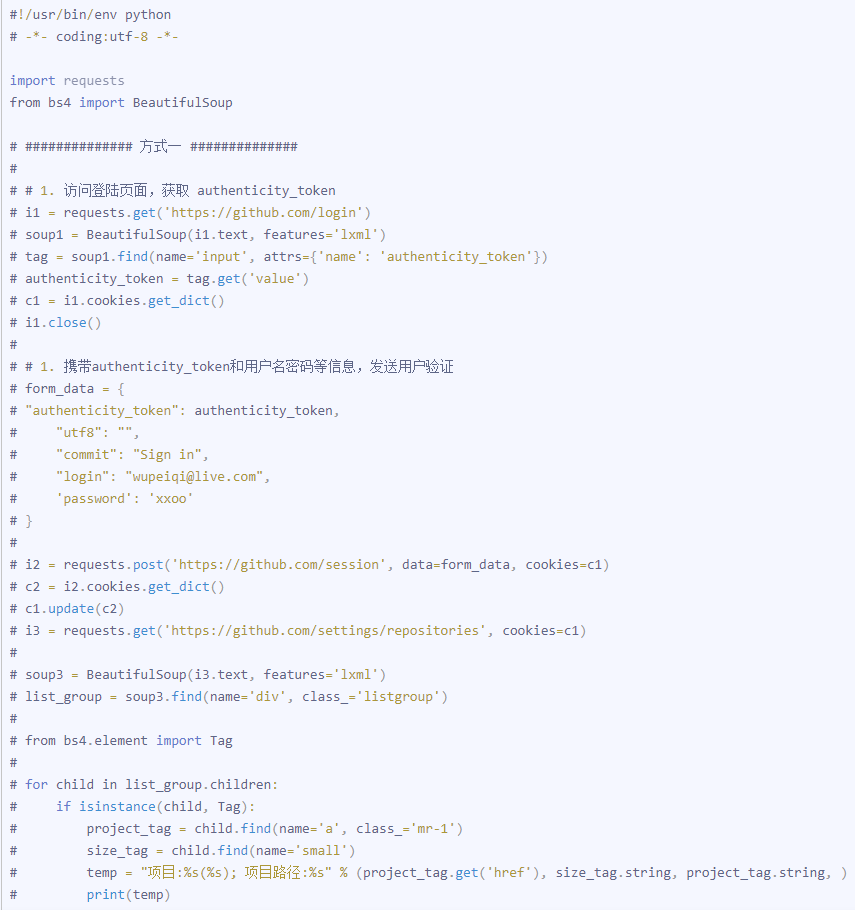 #!/usr/bin/env python
# -*- coding:utf-8 -*-

import requests
from bs4 import BeautifulSoup

# ############## 方式一 ##############
#
# # 1. 访问登陆页面，获取 authenticity_token
# i1 = requests.get('https://github.com/login')
# soup1 = BeautifulSoup(i1.text, features='lxml')
# tag = soup1.find(name='input', attrs={'name': 'authenticity_token'})
# authenticity_token = tag.get('value')
# c1 = i1.cookies.get_dict()
# i1.close()
#
# # 1. 携带authenticity_token和用户名密码等信息，发送用户验证
# form_data = {
# "authenticity_token": authenticity_token,
#     "utf8": "",
#     "commit": "Sign in",
#     "login": "wupeiqi@live.com",
#     'password': 'xxoo'
# }
#
# i2 = requests.post('https://github.com/session', data=form_data, cookies=c1)
# c2 = i2.cookies.get_dict()
# c1.update(c2)
# i3 = requests.get('https://github.com/settings/repositories', cookies=c1)
#
# soup3 = BeautifulSoup(i3.text, features='lxml')
# list_group = soup3.find(name='div', class_='listgroup')
#
# from bs4.element import Tag
#
# for child in list_group.children:
#     if isinstance(child, Tag):
#         project_tag = child.find(name='a', class_='mr-1')
#         size_tag = child.find(name='small')
#         temp = "项目:%s(%s); 项目路径:%s" % (project_tag.get('href'), size_tag.string, project_tag.string, )
#         print(temp)